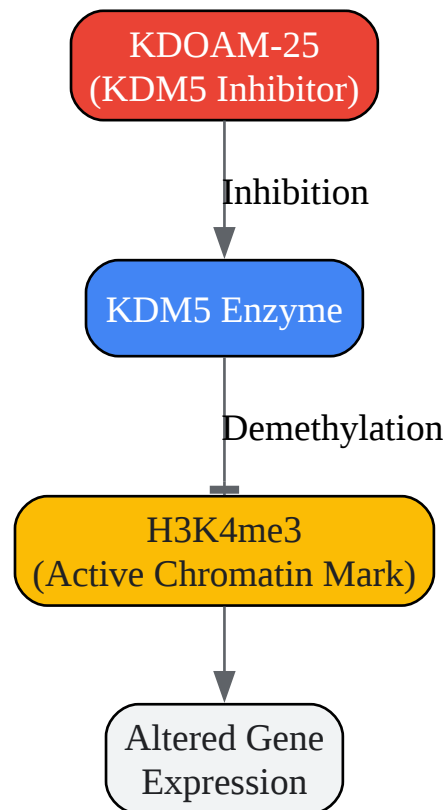 KDOAM-25
(KDM5 Inhibitor)
Inhibition
KDM5 Enzyme
Demethylation
H3K4me3
(Active Chromatin Mark)
Altered Gene
Expression